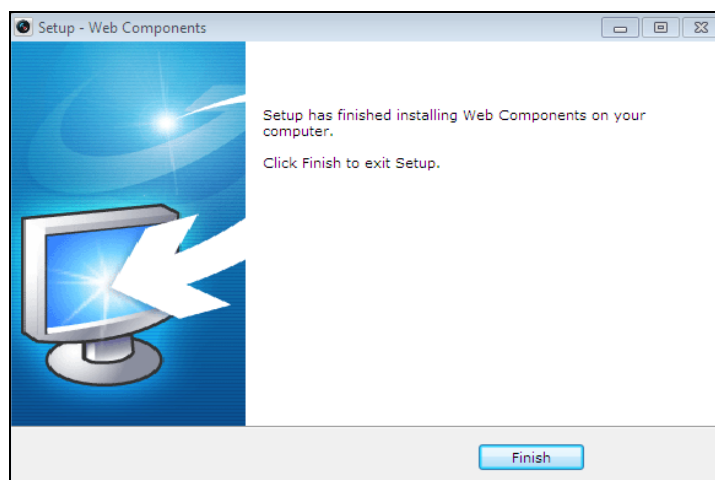 Setup - Web Components
Setup has finished installing Web Components on your
computer.
Click Finish to exit Setup.
Finish